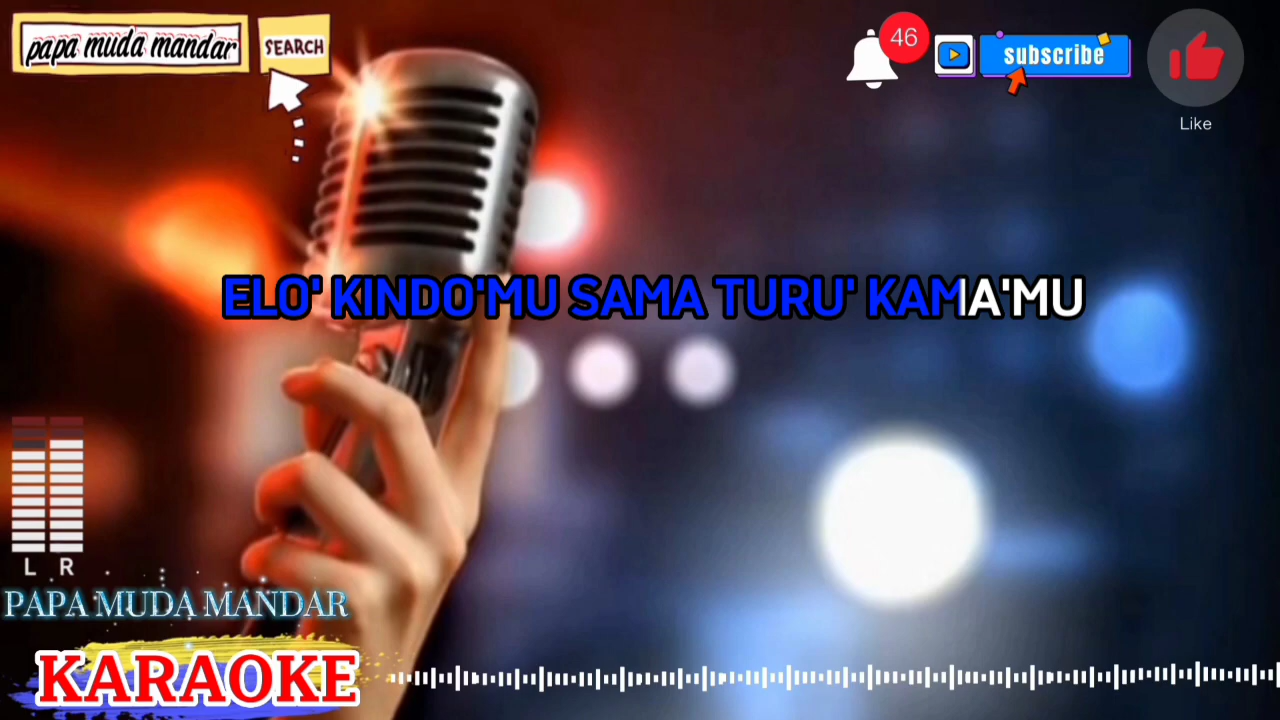 papa muda mandar
SEARCH
46
subscribe
Like
ELO' KINDO'MU SAMA TURU' KAMA'MU
L R
PAPA MUDA MANDAR
KARAOKE